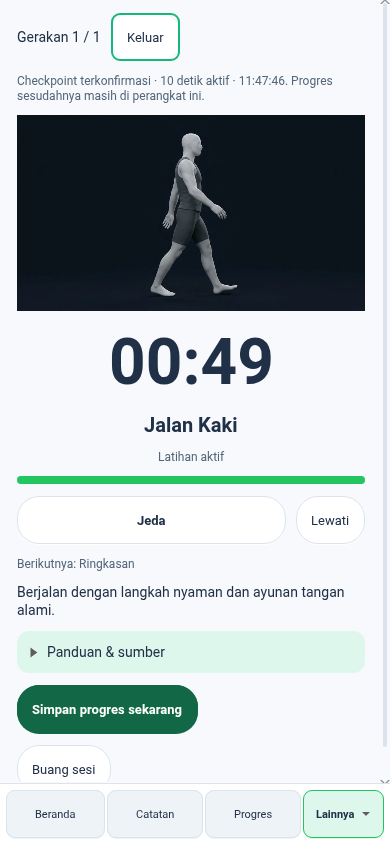 Gerakan 1 / 1
Keluar
Checkpoint terkonfirmasi · 10 detik aktif · 11:47:46. Progres
sesudahnya masih di perangkat ini.
00:49
Jalan Kaki
Latihan aktif
Jeda
Lewati
Berikutnya: Ringkasan
Berjalan dengan langkah nyaman dan ayunan tangan
alami.
Panduan & sumber
Simpan progres sekarang
Buang sesi
Beranda
Catatan
Progres
Lainnya